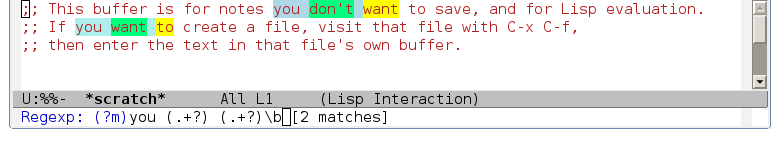 ;; This buffer is for notes you don't want to save, and for Lisp evaluation.
;; If you want to create a file, visit that file with C-x C-f,
;; then enter the text in that file's own buffer.
U:%%-  *scratch*      All L1     (Lisp Interaction)
Regexp: (?m)you (.+?) (.+?)\b [2 matches]